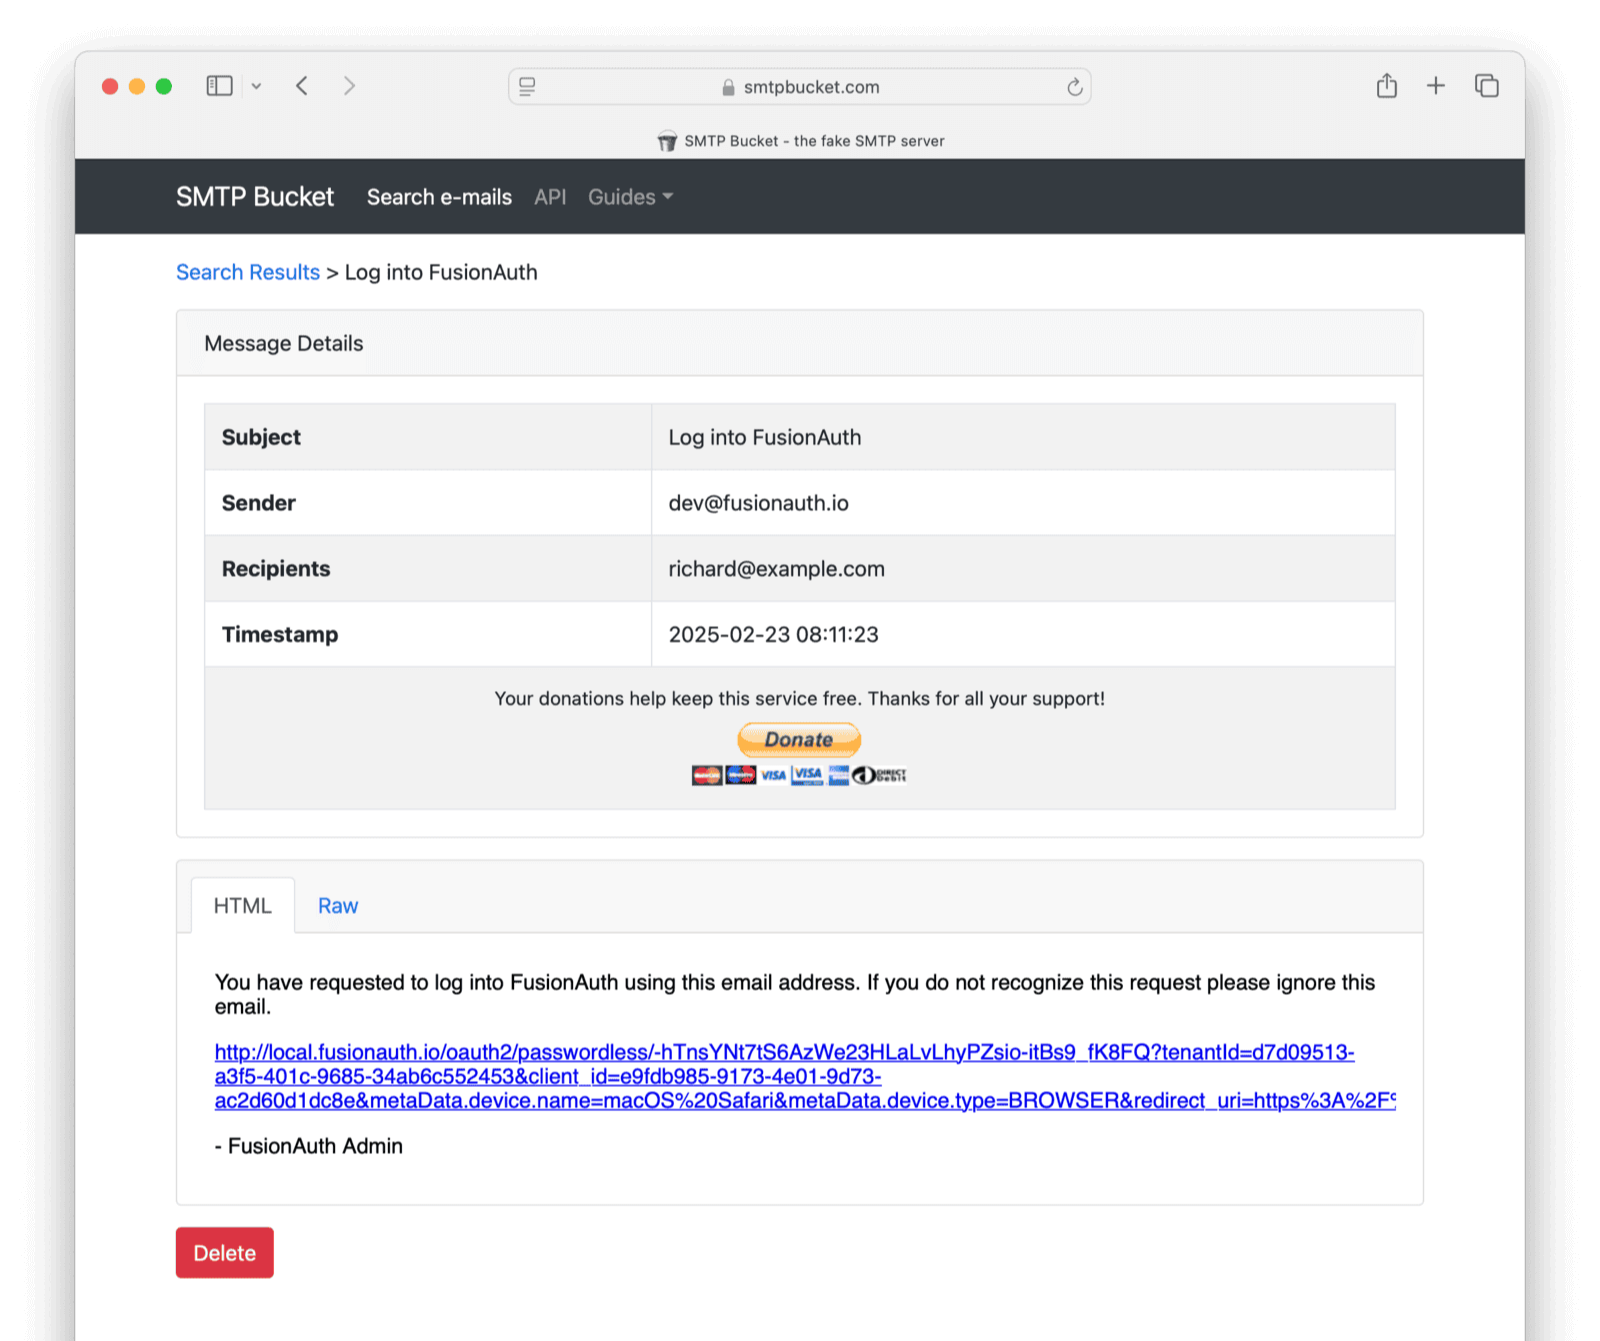 smtpbucket.com
SMTP Bucket - the fake SMTP server
SMTP Bucket Search e-mails API Guides
Search Results > Log into FusionAuth
Message Details
Subject Log into FusionAuth
Sender dev@fusionauth.io
Recipients richard@example.com
Timestamp 2025-02-23 08:11:23
Your donations help keep this service free. Thanks for all your support!
Donate
VISA VISA DIRECT Debit
HTML Raw
You have requested to log into FusionAuth using this email address. If you do not recognize this request please ignore this
email.
http://local.fusionauth.io/oauth2/passwordless/-hTnsYNt7tS6AzWe23HLaLvLhyPZsio-itBs9_fK8FQ?tenantId=d7d09513-
a3f5-401c-9685-34ab6c552453&client_id=e9fdb985-9173-4e01-9d73-
ac2d60d1dc8e&metaData.device.name=macOS%20Safari&metaData.device.type=BROWSER&redirect_uri=https%3A%2F
- FusionAuth Admin
Delete